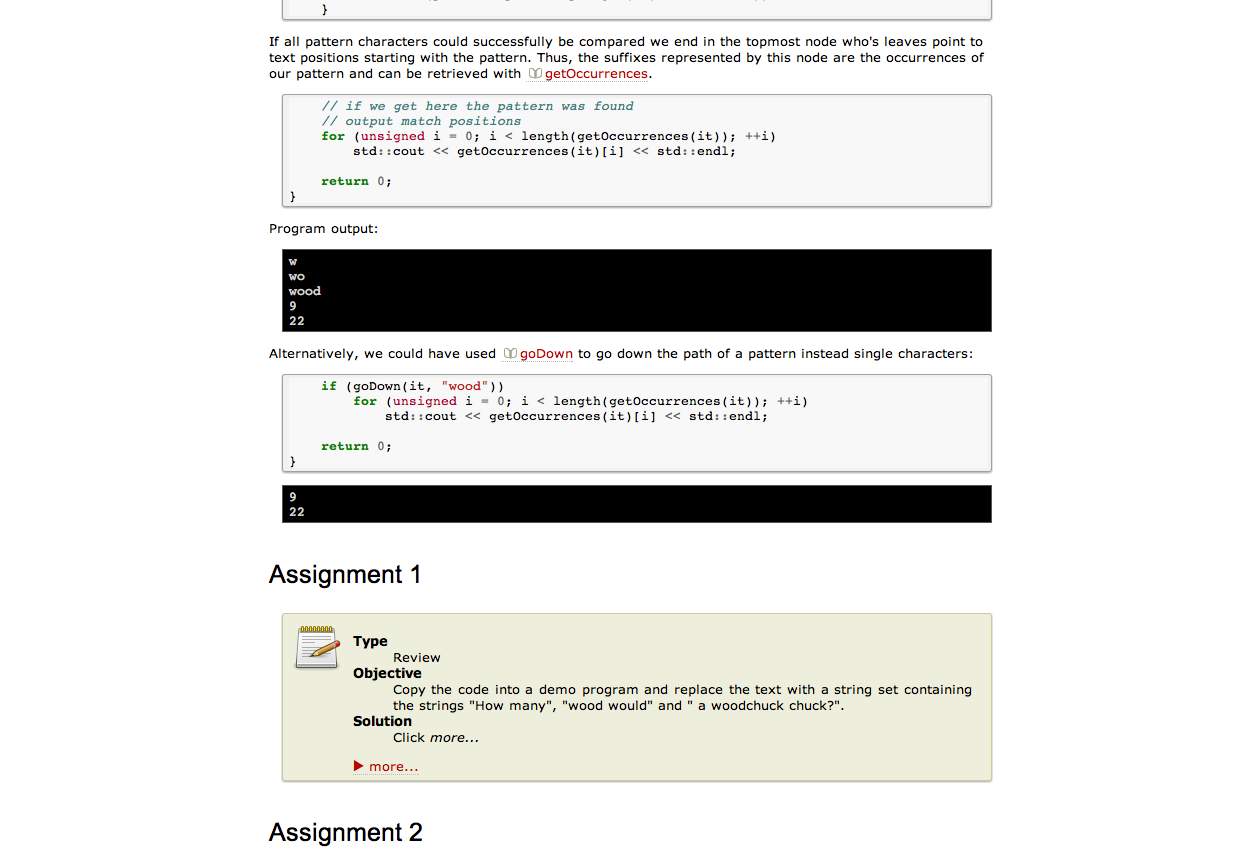 }
If all pattern characters could successfully be compared we end in the topmost node who's leaves point to
text positions starting with the pattern. Thus, the suffixes represented by this node are the occurrences of
our pattern and can be retrieved with getOccurrences.
// if we get here the pattern was found
// output match positions
for (unsigned i = 0; i < length(getOccurrences(it)); ++i)
std::cout << getOccurrences(it)[i] << std::endl;
return 0;
}
Program output:
w
wo
wood
9
22
Alternatively, we could have used goDown to go down the path of a pattern instead single characters:
if (goDown(it, "wood"))
for (unsigned i = 0; i < length(getOccurrences(it)); ++i)
std::cout << getOccurrences(it)[i] << std::endl;
return 0;
}
9
22
Assignment 1
Type
Review
Objective
Copy the code into a demo program and replace the text with a string set containing
the strings "How many", "wood would" and " a woodchuck chuck?".
Solution
Click more...
more...
Assignment 2